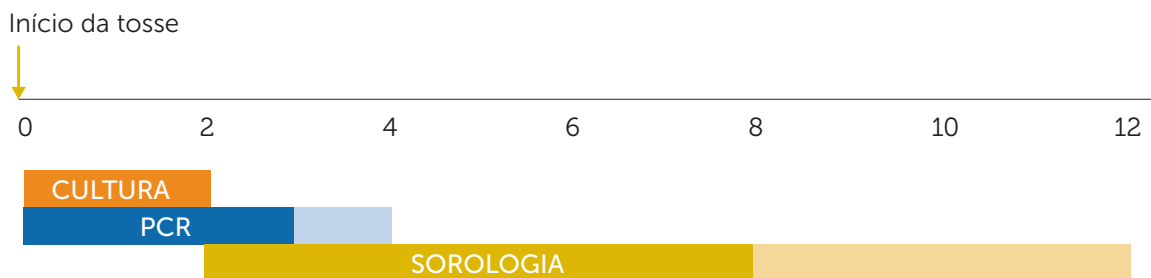 Início da tosse
0 2 4 6 8 10 12
CULTURA
PCR
SOROLOGIA